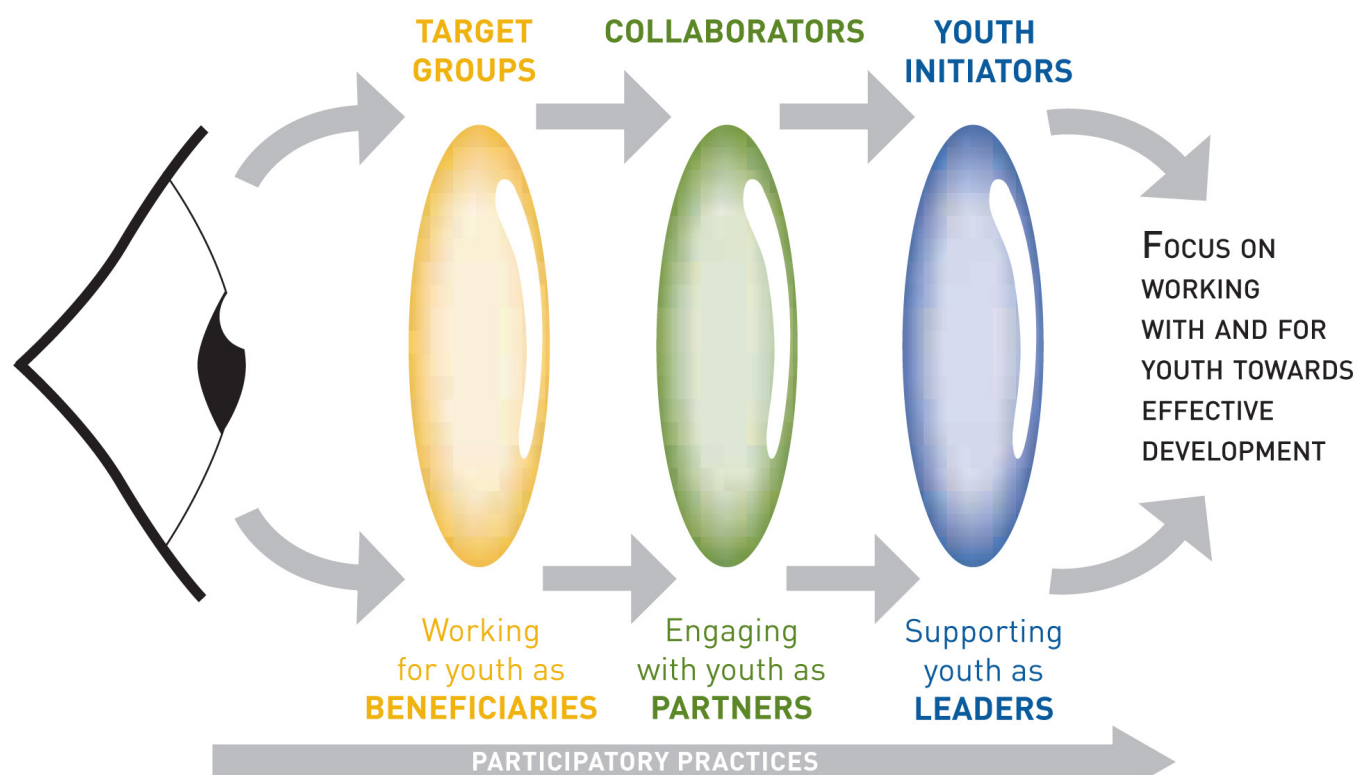 TARGET
GROUPS
COLLABORATORS
YOUTH
INITIATORS
FOCUS ON
WORKING
WITH AND FOR
YOUTH TOWARDS
EFFECTIVE
DEVELOPMENT
Working
for youth as
BENEFICIARIES
Engaging
with youth as
PARTNERS
Supporting
youth as
LEADERS
PARTICIPATORY PRACTICES